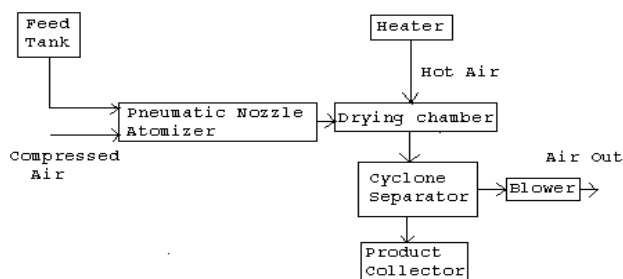 Feed
Tank
Heater
Hot Air
Pneumatic Nozzle
Atomizer
Drying chamber
Compressed
Air
Cyclone
Separator
Air Out
Blower
Product
Collector